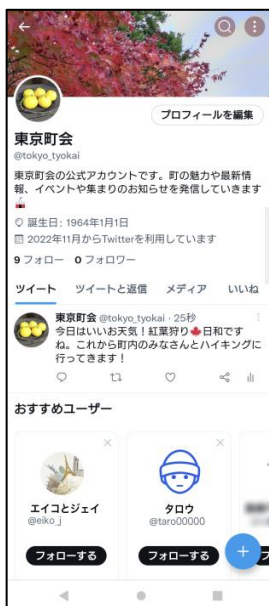 プロフィールを編集
東京町会
@tokyo_tyokai
東京町会の公式アカウントです。町の魅力や最新情
報、イベントや集まりのお知らせを発信していきます
誕生日: 1964年1月1日
2022年11月からTwitterを利用しています
9 フォロー 0 フォロワー
ツイート ツイートと返信 メディア いいね
東京町会 @tokyo_tyokai · 25秒
今日はいいお天気！紅葉狩り🍁日和です
ね。これから町内のみなさんとハイキングに
行ってきます！
おすすめユーザー
エイコとジェイ
@eiko_j
フォローする
タロウ
@taro00000
フォローする
フ